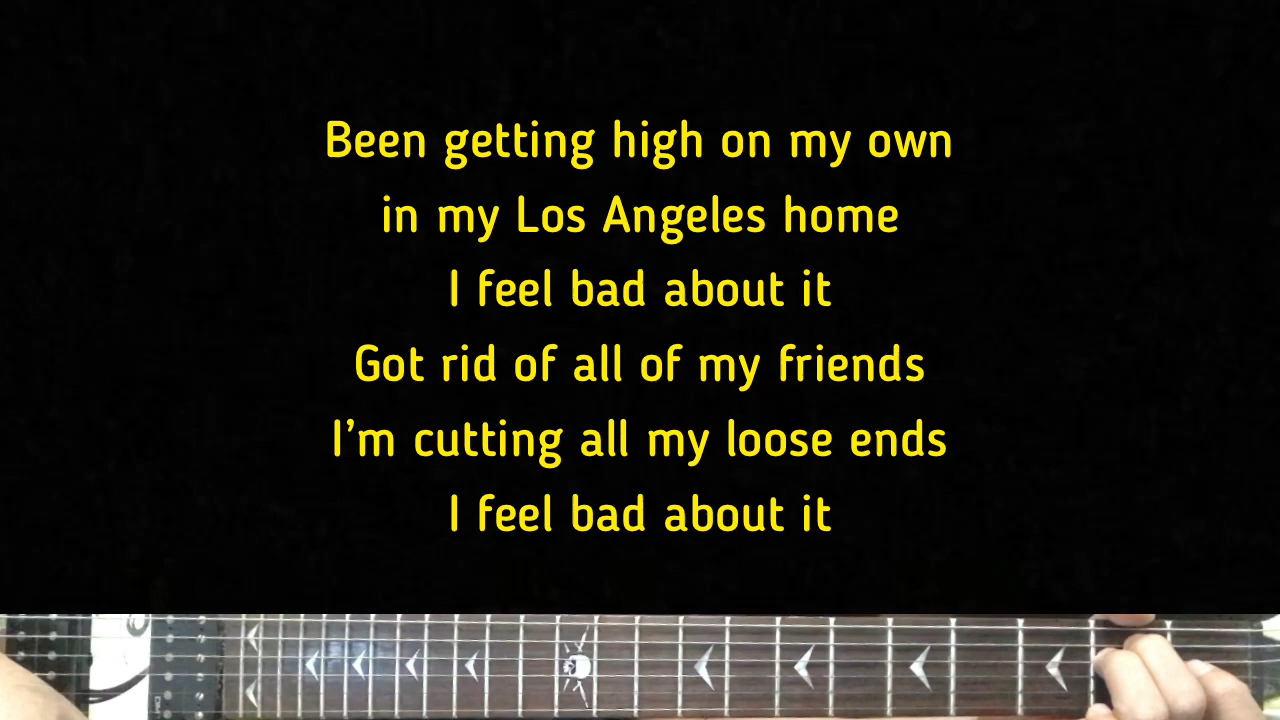 Been getting high on my own
in my Los Angeles home
I feel bad about it
Got rid of all of my friends
I'm cutting all my loose ends
I feel bad about it